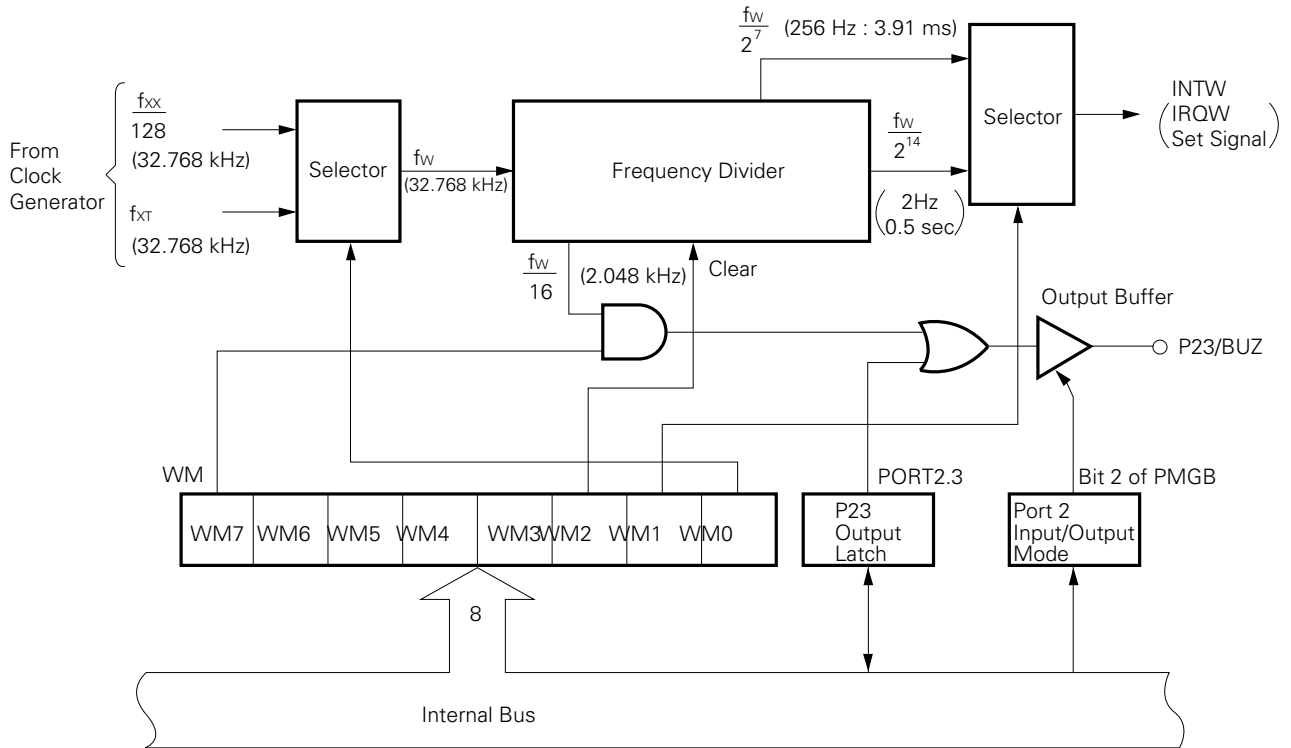 fW
2^7
(256 Hz : 3.91 ms)
fXX
128
(32.768 kHz)
From
Clock
Generator
fXT
(32.768 kHz)
Selector
fW
(32.768 kHz)
Frequency Divider
fW
2^14
(2Hz
0.5 sec)
Selector
INTW
(IRQW
Set Signal)
fW
16
(2.048 kHz)
Clear
Output Buffer
P23/BUZ
WM
PORT2.3
Bit 2 of PMGB
WM7 WM6 WM5 WM4 WM3 WM2 WM1 WM0
P23
Output
Latch
Port 2
Input/Output
Mode
8
Internal Bus